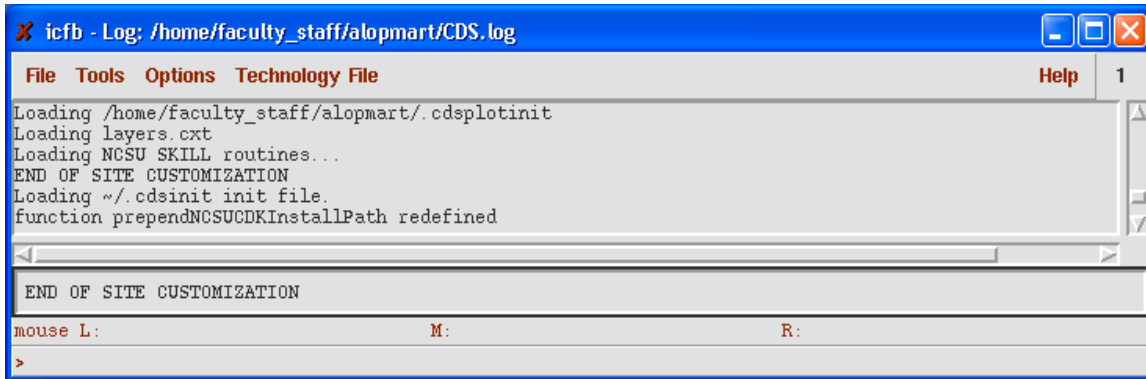 icfb - Log: /home/faculty_staff/alopmart/CDS.log
File Tools Options Technology File Help 1
Loading /home/faculty_staff/alopmart/.cdsplotinit
Loading layers.cxt
Loading NCSU SKILL routines...
END OF SITE CUSTOMIZATION
Loading ~/.cdsinit init file.
function prependNCSUCDKInstallPath redefined
END OF SITE CUSTOMIZATION
mouse L: M: R:
>